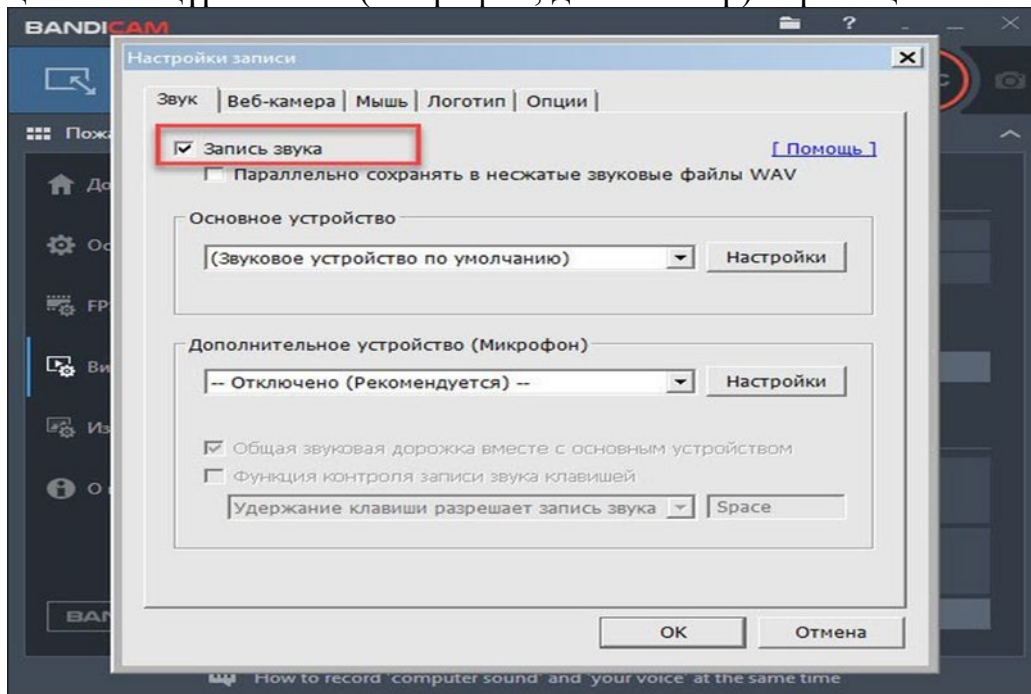 BANDICAM
?
Настройки записи
Звук Веб-камера Мышь Логотип Опции
Запись звука [ Помощь ]
Параллельно сохранять в несжатые звуковые файлы WAV
Основное устройство
(Звуковое устройство по умолчанию) Настройки
Дополнительное устройство (Микрофон)
-- Отключено (Рекомендуется) -- Настройки
Общая звуковая дорожка вместе с основным устройством
Функция контроля записи звука клавишей
Удержание клавиши разрешает запись звука Space
OK Отмена
How to record 'computer sound' and 'your voice' at the same time